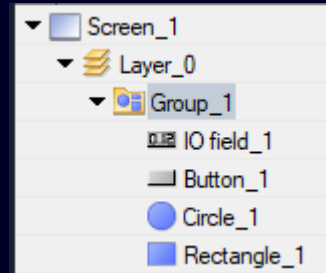 Screen_1
Layer_0
Group_1
IO field_1
Button_1
Circle_1
Rectangle_1